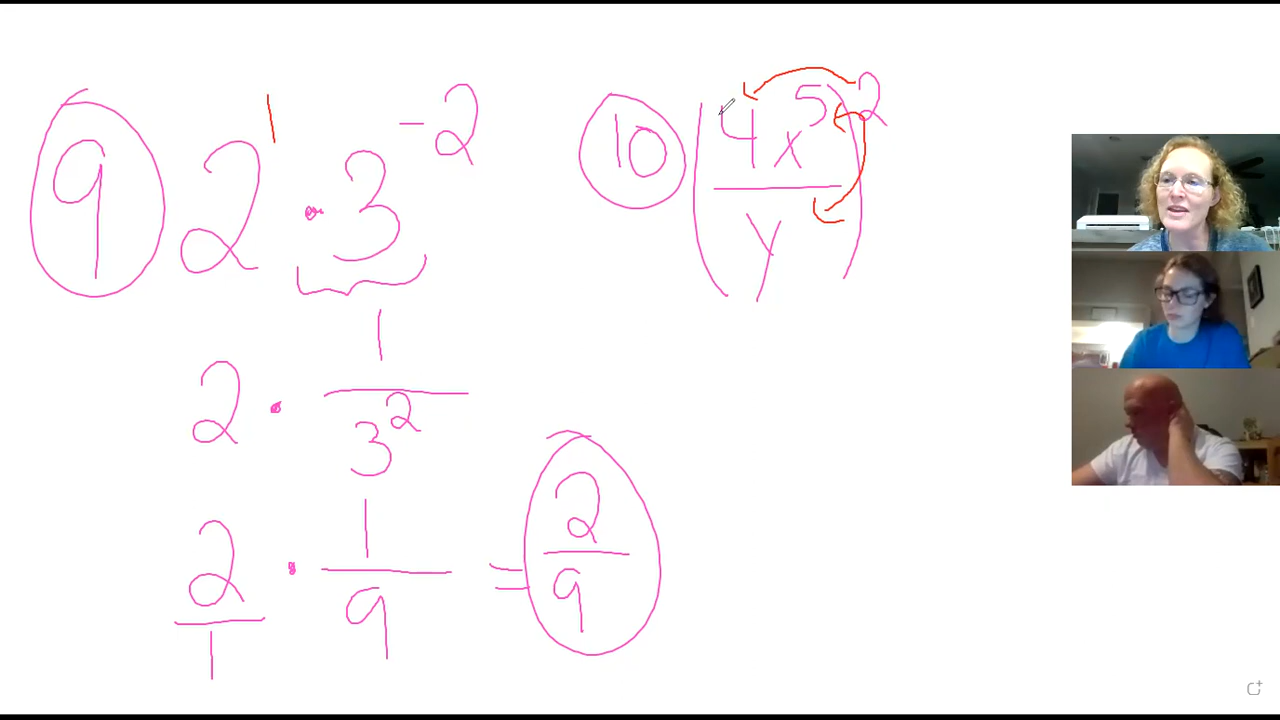 9 2^1 · 3^-2
2 · 1/3^2
2/1 · 1/9 = 2/9
10 (4x^5/y)^2